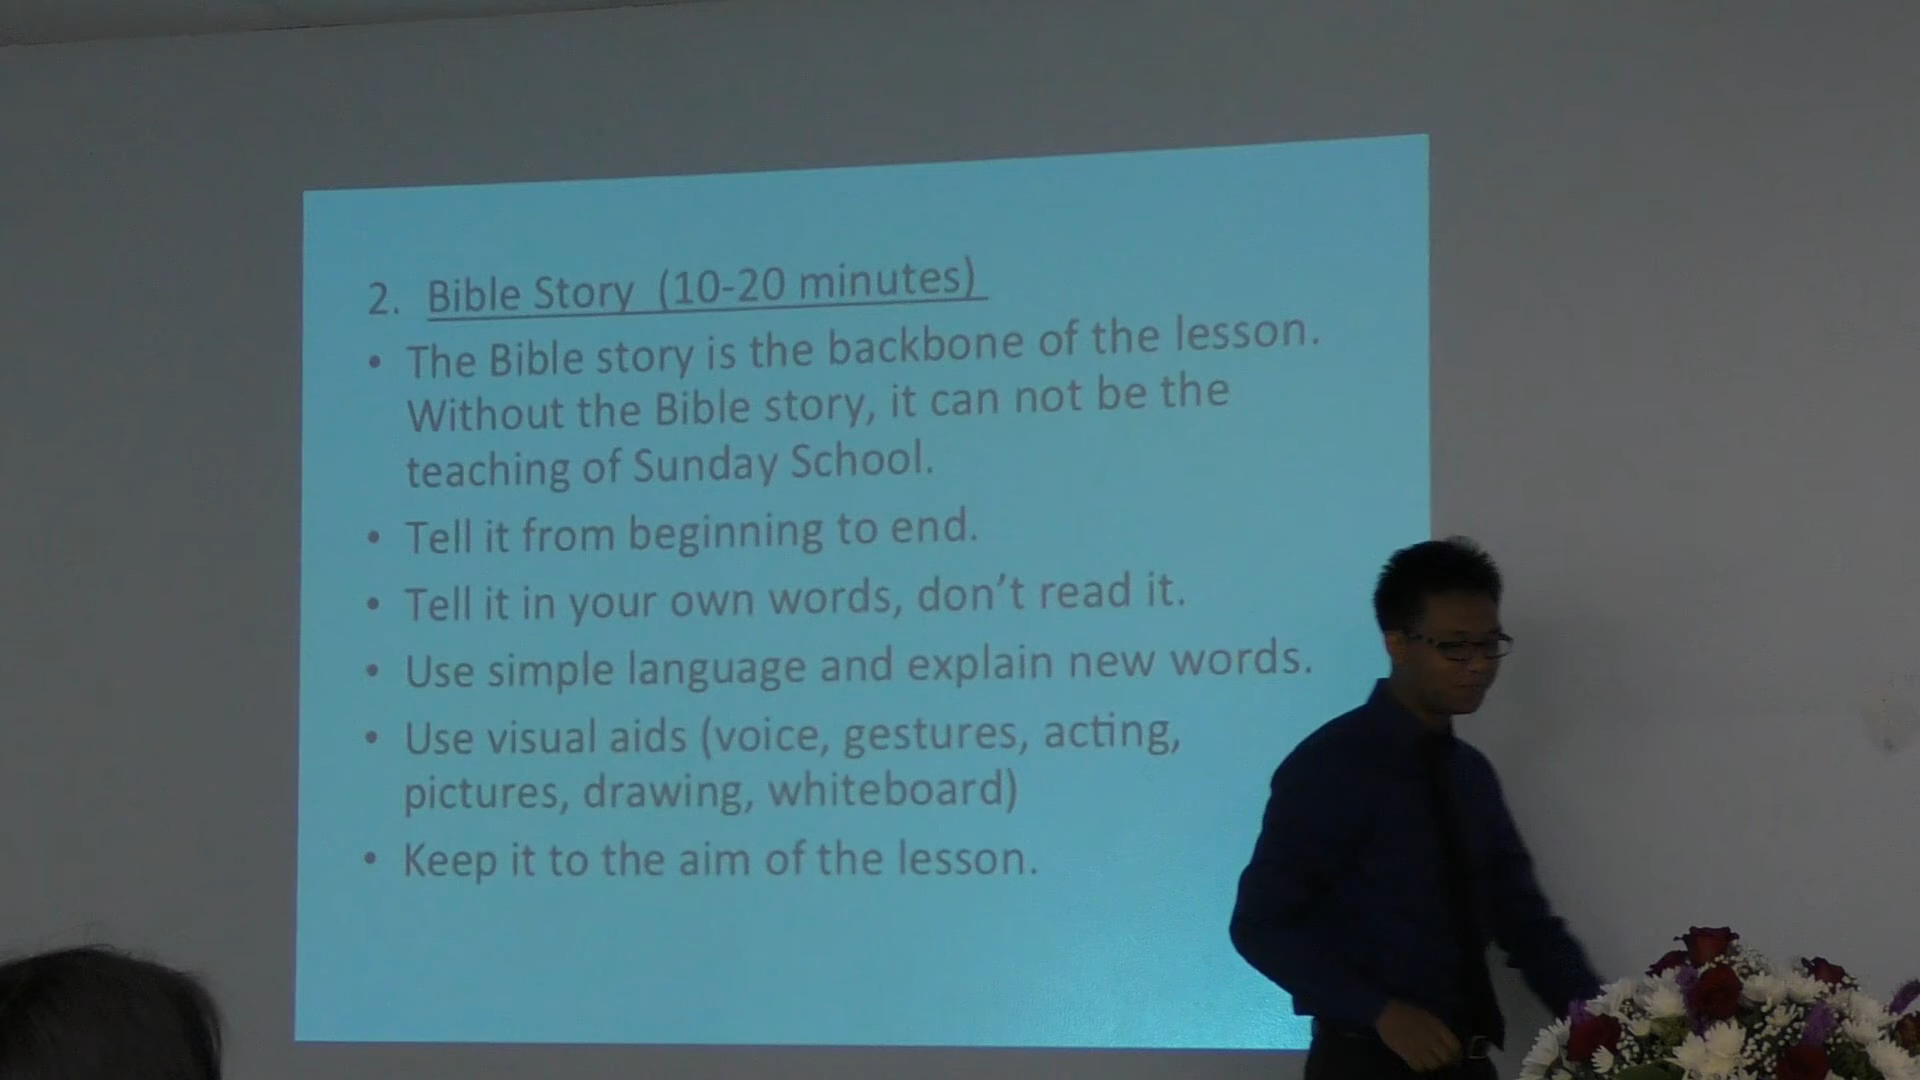 2. Bible Story (10-20 minutes)
• The Bible story is the backbone of the lesson.
Without the Bible story, it can not be the
teaching of Sunday School.
• Tell it from beginning to end.
• Tell it in your own words, don't read it.
• Use simple language and explain new words.
• Use visual aids (voice, gestures, acting,
pictures, drawing, whiteboard)
• Keep it to the aim of the lesson.